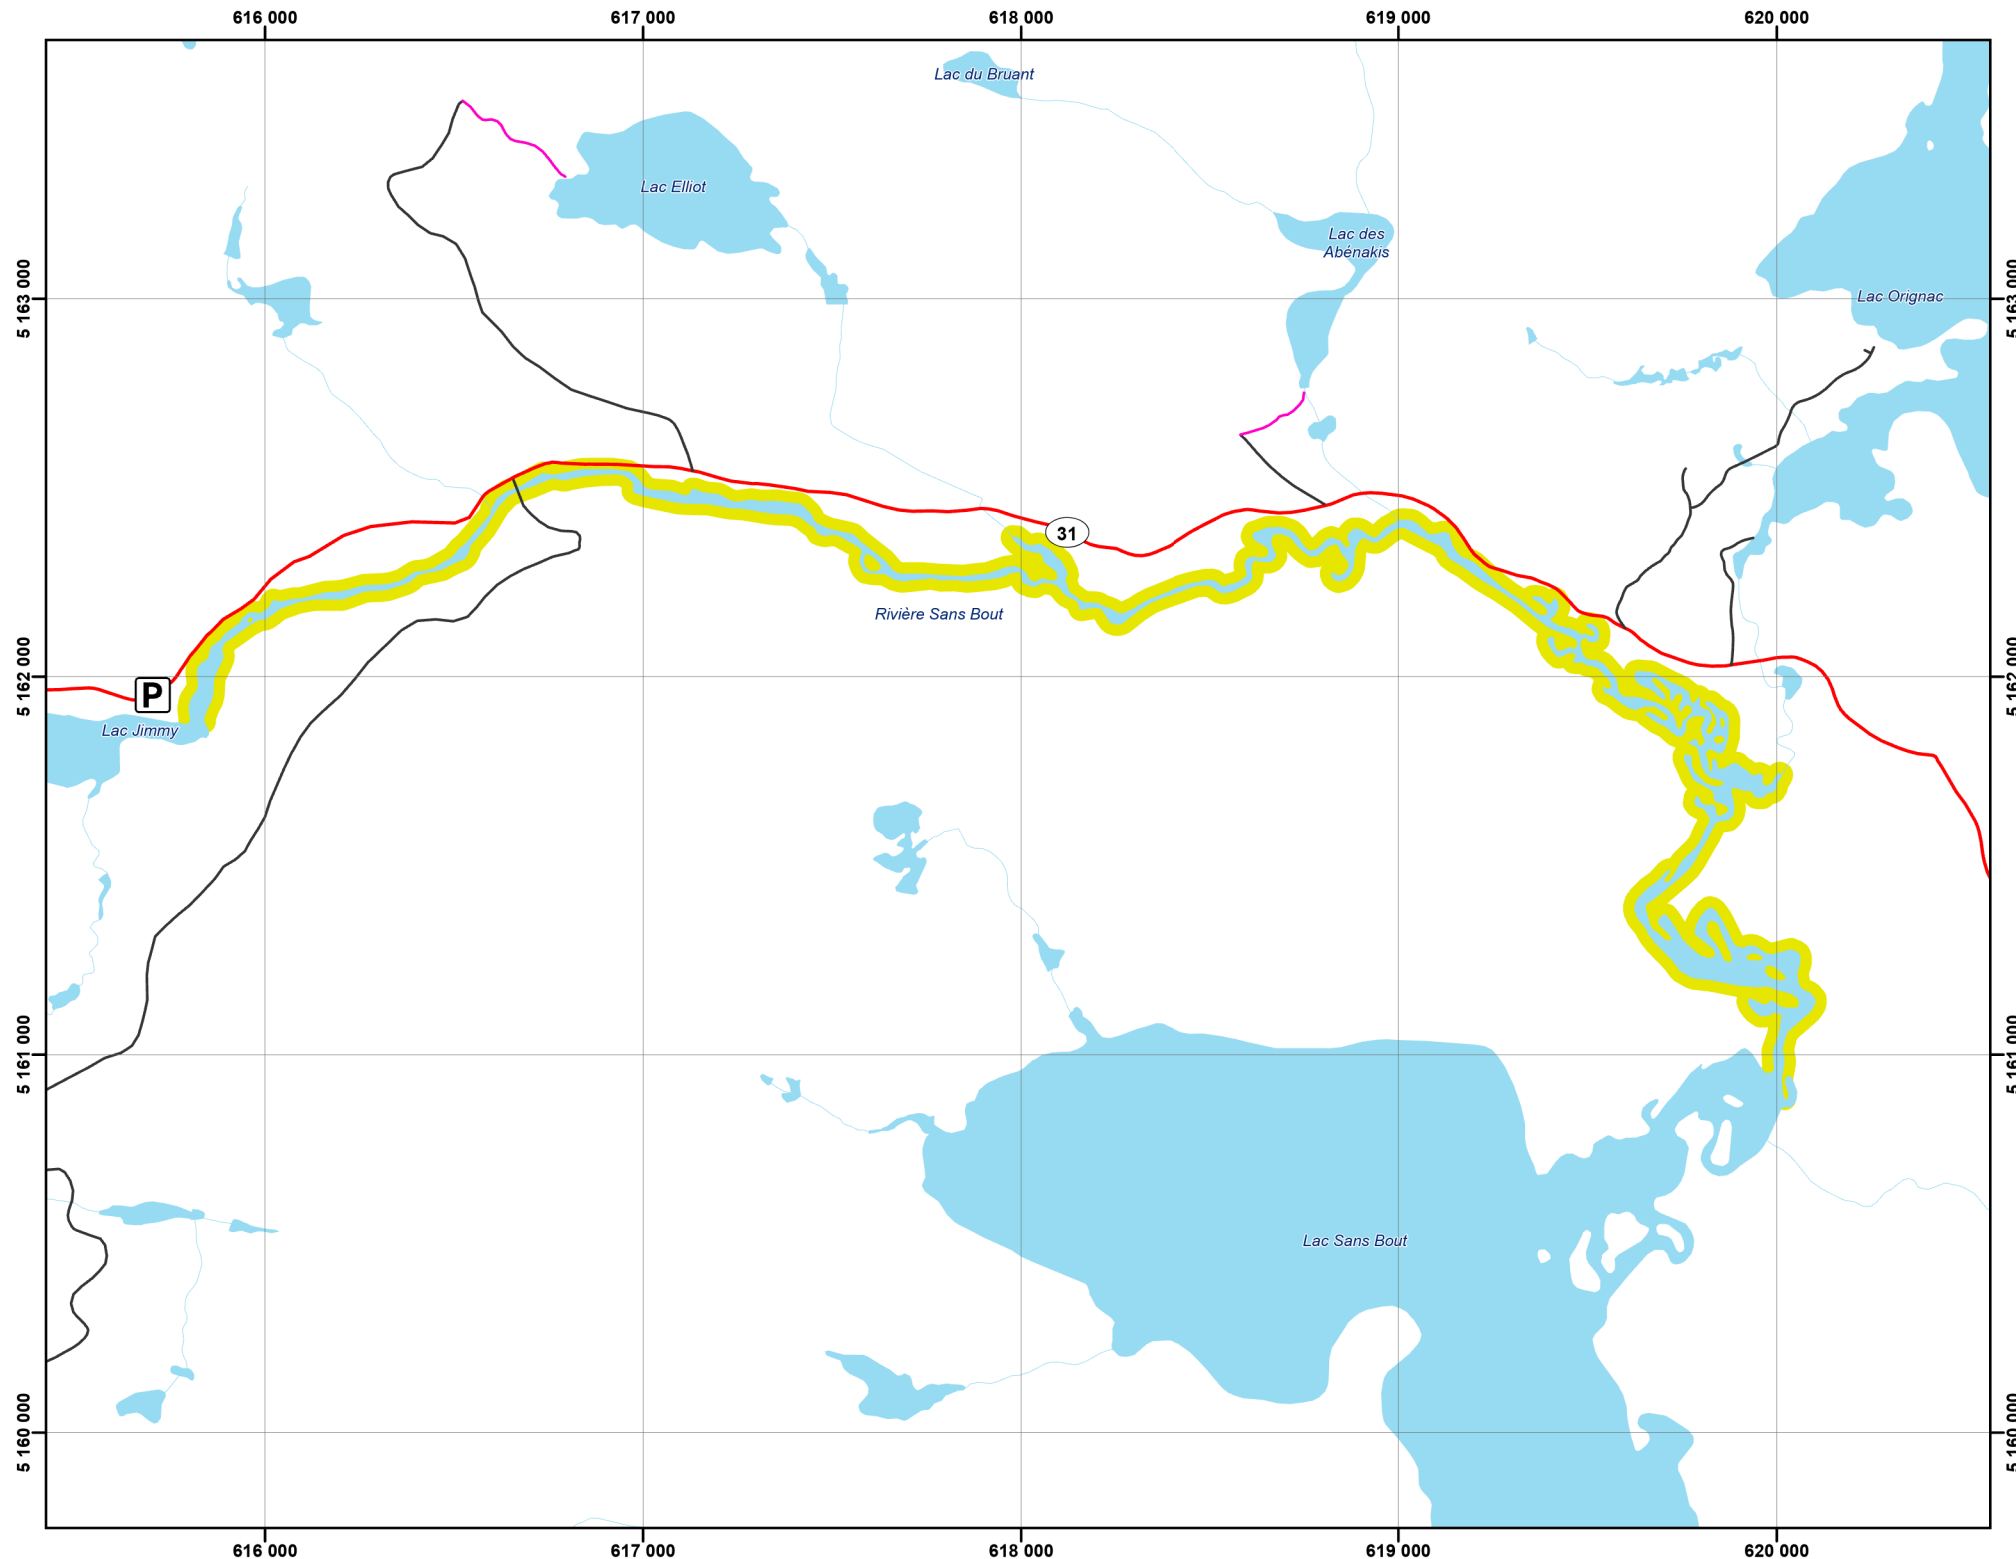 616 000
617 000
618 000
619 000
620 000
Lac du Bruant
Lac Elliot
Lac des
Abénakis
5 163 000
Lac Orignac
5 163 000
31
Rivière Sans Bout
5 162 000
P
5 162 000
Lac Jimmy
5 161 000
5 161 000
Lac Sans Bout
5 160 000
5 160 000
616 000
617 000
618 000
619 000
620 000